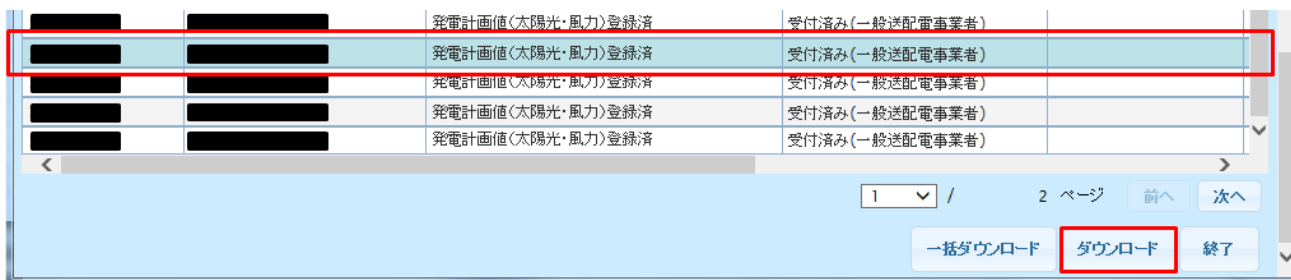 発電計画値(太陽光・風力)登録済 受付済み(一般送配電事業者)
発電計画値(太陽光・風力)登録済 受付済み(一般送配電事業者)
発電計画値(太陽光・風力)登録済 受付済み(一般送配電事業者)
発電計画値(太陽光・風力)登録済 受付済み(一般送配電事業者)
発電計画値(太陽光・風力)登録済 受付済み(一般送配電事業者)
1 / 2 ページ 前へ 次へ
一括ダウンロード ダウンロード 終了